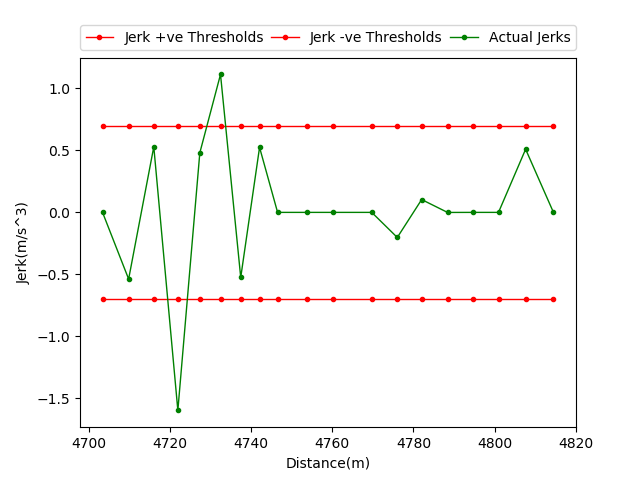 Jerk +ve Thresholds Jerk -ve Thresholds Actual Jerks
1.0
0.5
0.0
−0.5
−1.0
−1.5
Jerk(m/s^3)
4700 4720 4740 4760 4780 4800 4820
Distance(m)